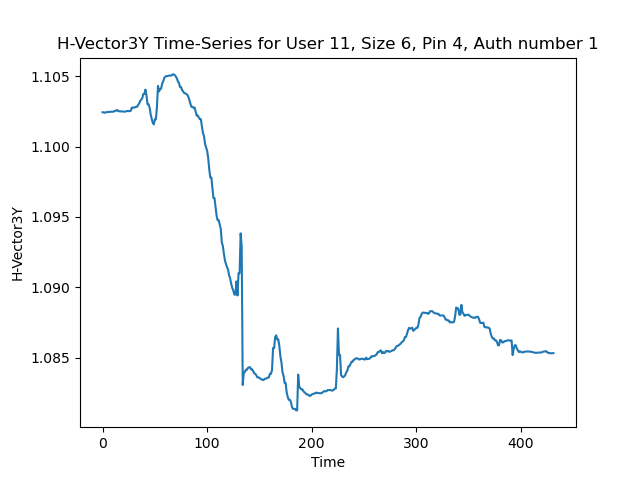 H-Vector3Y Time-Series for User 11, Size 6, Pin 4, Auth number 1
1.105
1.100
1.095
1.090
1.085
H-Vector3Y
0 100 200 300 400
Time